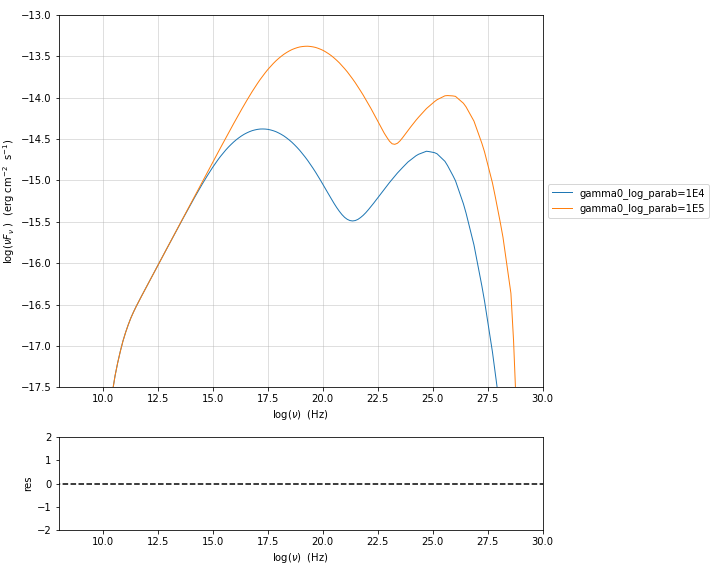 −13.0
−13.5
−14.0
−14.5
−15.0
−15.5
−16.0
−16.5
−17.0
−17.5
log(νFν ) (erg cm⁻² s⁻¹)
10.0 12.5 15.0 17.5 20.0 22.5 25.0 27.5 30.0
log(ν) (Hz)
gamma0_log_parab=1E4
gamma0_log_parab=1E5
2
1
0
−1
−2
res
10.0 12.5 15.0 17.5 20.0 22.5 25.0 27.5 30.0
log(ν) (Hz)